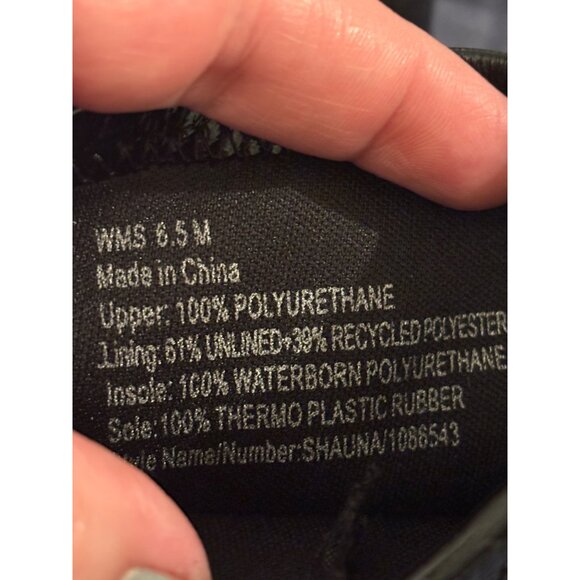 WMS 6.5 M
Made in China
Upper: 100% POLYURETHANE
Lining: 61% UNLINED+39% RECYCLED POLYESTER
Insole: 100% WATERBORN POLYURETHANE
Sole: 100% THERMO PLASTIC RUBBER
Style Name/Number:SHAUNA/1086543